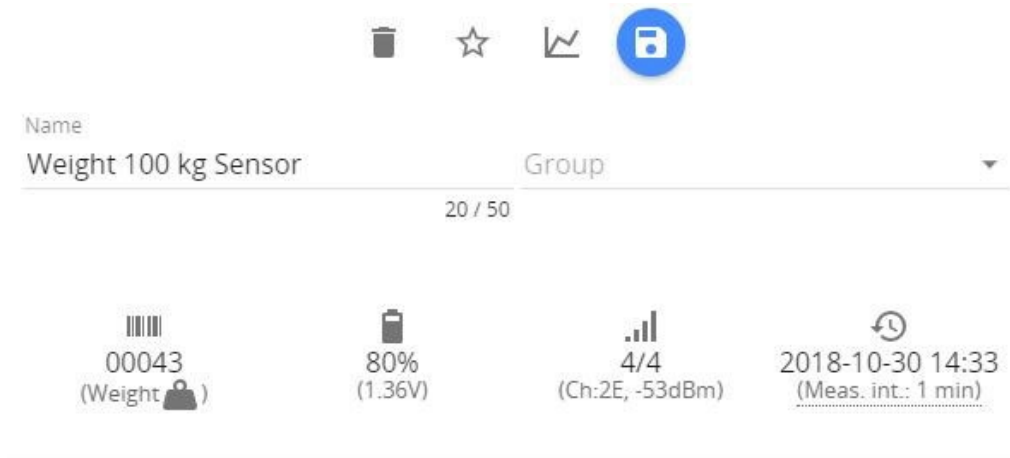 Name
Weight 100 kg Sensor
Group
20 / 50
00043
80%
4/4
2018-10-30 14:33
(Weight )
(1.36V)
(Ch:2E, -53dBm)
(Meas. int.: 1 min)